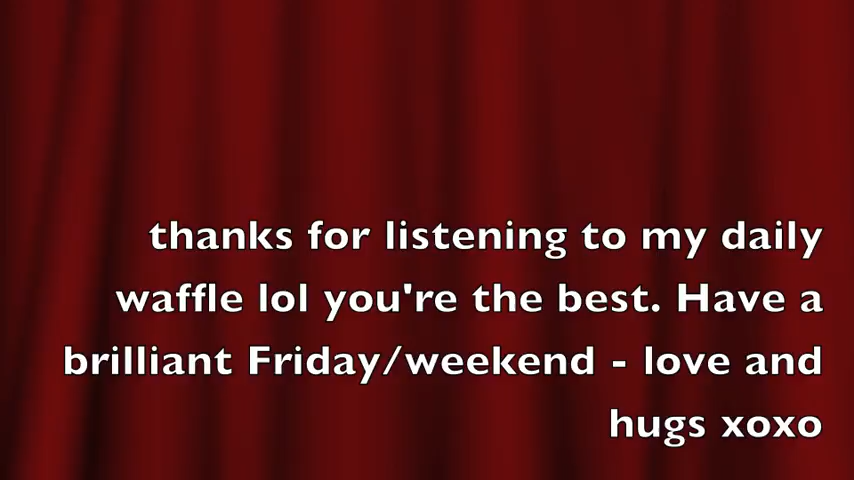 thanks for listening to my daily
waffle lol you're the best. Have a
brilliant Friday/weekend - love and
hugs xoxo